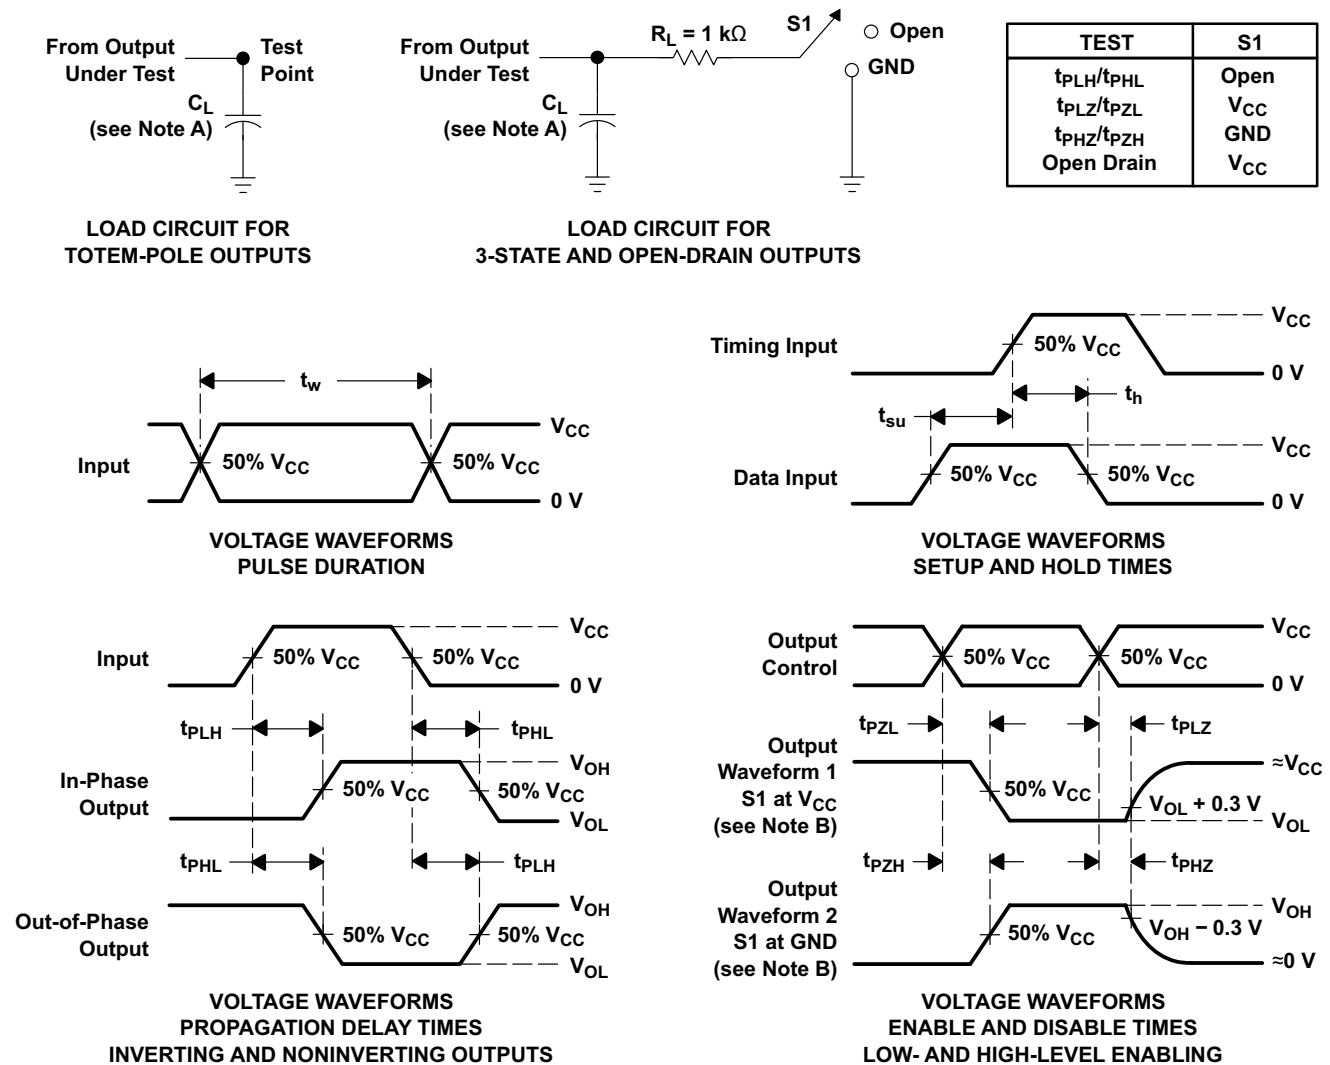 From Output
Under Test
Test
Point
C_L
(see Note A)
LOAD CIRCUIT FOR
TOTEM-POLE OUTPUTS
From Output
Under Test
R_L = 1 kΩ
S1
Open
GND
C_L
(see Note A)
LOAD CIRCUIT FOR
3-STATE AND OPEN-DRAIN OUTPUTS
TEST S1
t_PLH/t_PHL Open
t_PLZ/t_PZL V_CC
t_PHZ/t_PZH GND
Open Drain V_CC
t_w
V_CC
Input
50% V_CC
50% V_CC
0 V
VOLTAGE WAVEFORMS
PULSE DURATION
V_CC
Timing Input
50% V_CC
0 V
t_h
t_su
V_CC
Data Input
50% V_CC
50% V_CC
0 V
VOLTAGE WAVEFORMS
SETUP AND HOLD TIMES
V_CC
Input
50% V_CC
50% V_CC
0 V
t_PLH
t_PHL
V_OH
In-Phase
Output
50% V_CC
50% V_CC
V_OL
t_PHL
t_PLH
V_OH
Out-of-Phase
Output
50% V_CC
50% V_CC
V_OL
VOLTAGE WAVEFORMS
PROPAGATION DELAY TIMES
INVERTING AND NONINVERTING OUTPUTS
V_CC
Output
Control
50% V_CC
50% V_CC
0 V
t_PZL
t_PLZ
Output
Waveform 1
S1 at V_CC
(see Note B)
≈V_CC
50% V_CC
V_OL + 0.3 V
V_OL
t_PZH
t_PHZ
Output
Waveform 2
S1 at GND
(see Note B)
V_OH
50% V_CC
V_OH − 0.3 V
≈0 V
VOLTAGE WAVEFORMS
ENABLE AND DISABLE TIMES
LOW- AND HIGH-LEVEL ENABLING